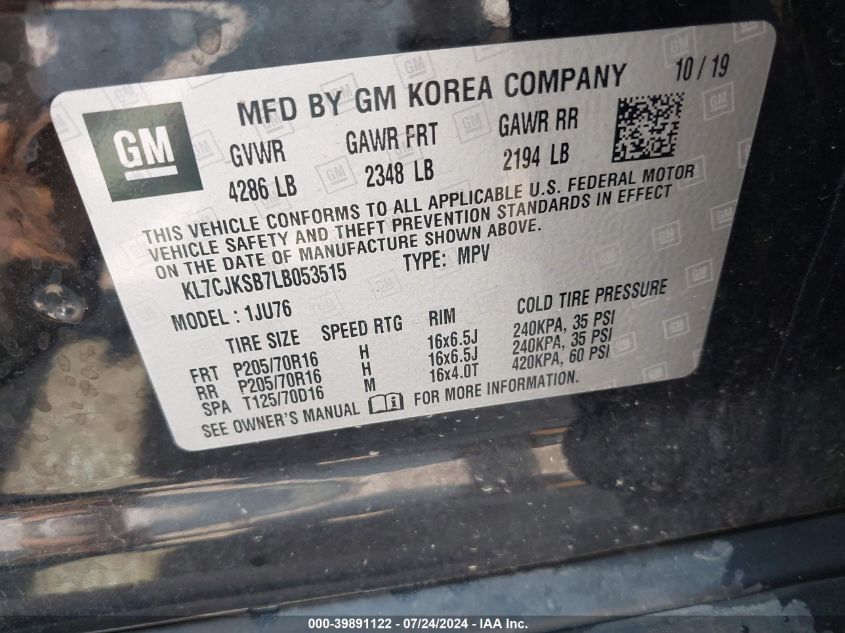 GM
MFD BY GM KOREA COMPANY 10/19
GVWR GAWR FRT GAWR RR
4286 LB 2348 LB 2194 LB
THIS VEHICLE CONFORMS TO ALL APPLICABLE U.S. FEDERAL MOTOR
VEHICLE SAFETY AND THEFT PREVENTION STANDARDS IN EFFECT
ON THE DATE OF MANUFACTURE SHOWN ABOVE.
KL7CJKSB7LB053515 TYPE: MPV
MODEL: 1JU76
TIRE SIZE SPEED RTG RIM COLD TIRE PRESSURE
FRT P205/70R16 H 16x6.5J 240KPA, 35 PSI
RR P205/70R16 H 16x6.5J 240KPA, 35 PSI
SPA T125/70D16 M 16x4.0T 420KPA, 60 PSI
SEE OWNER'S MANUAL FOR MORE INFORMATION.
000-39891122 - 07/24/2024 - IAA Inc.